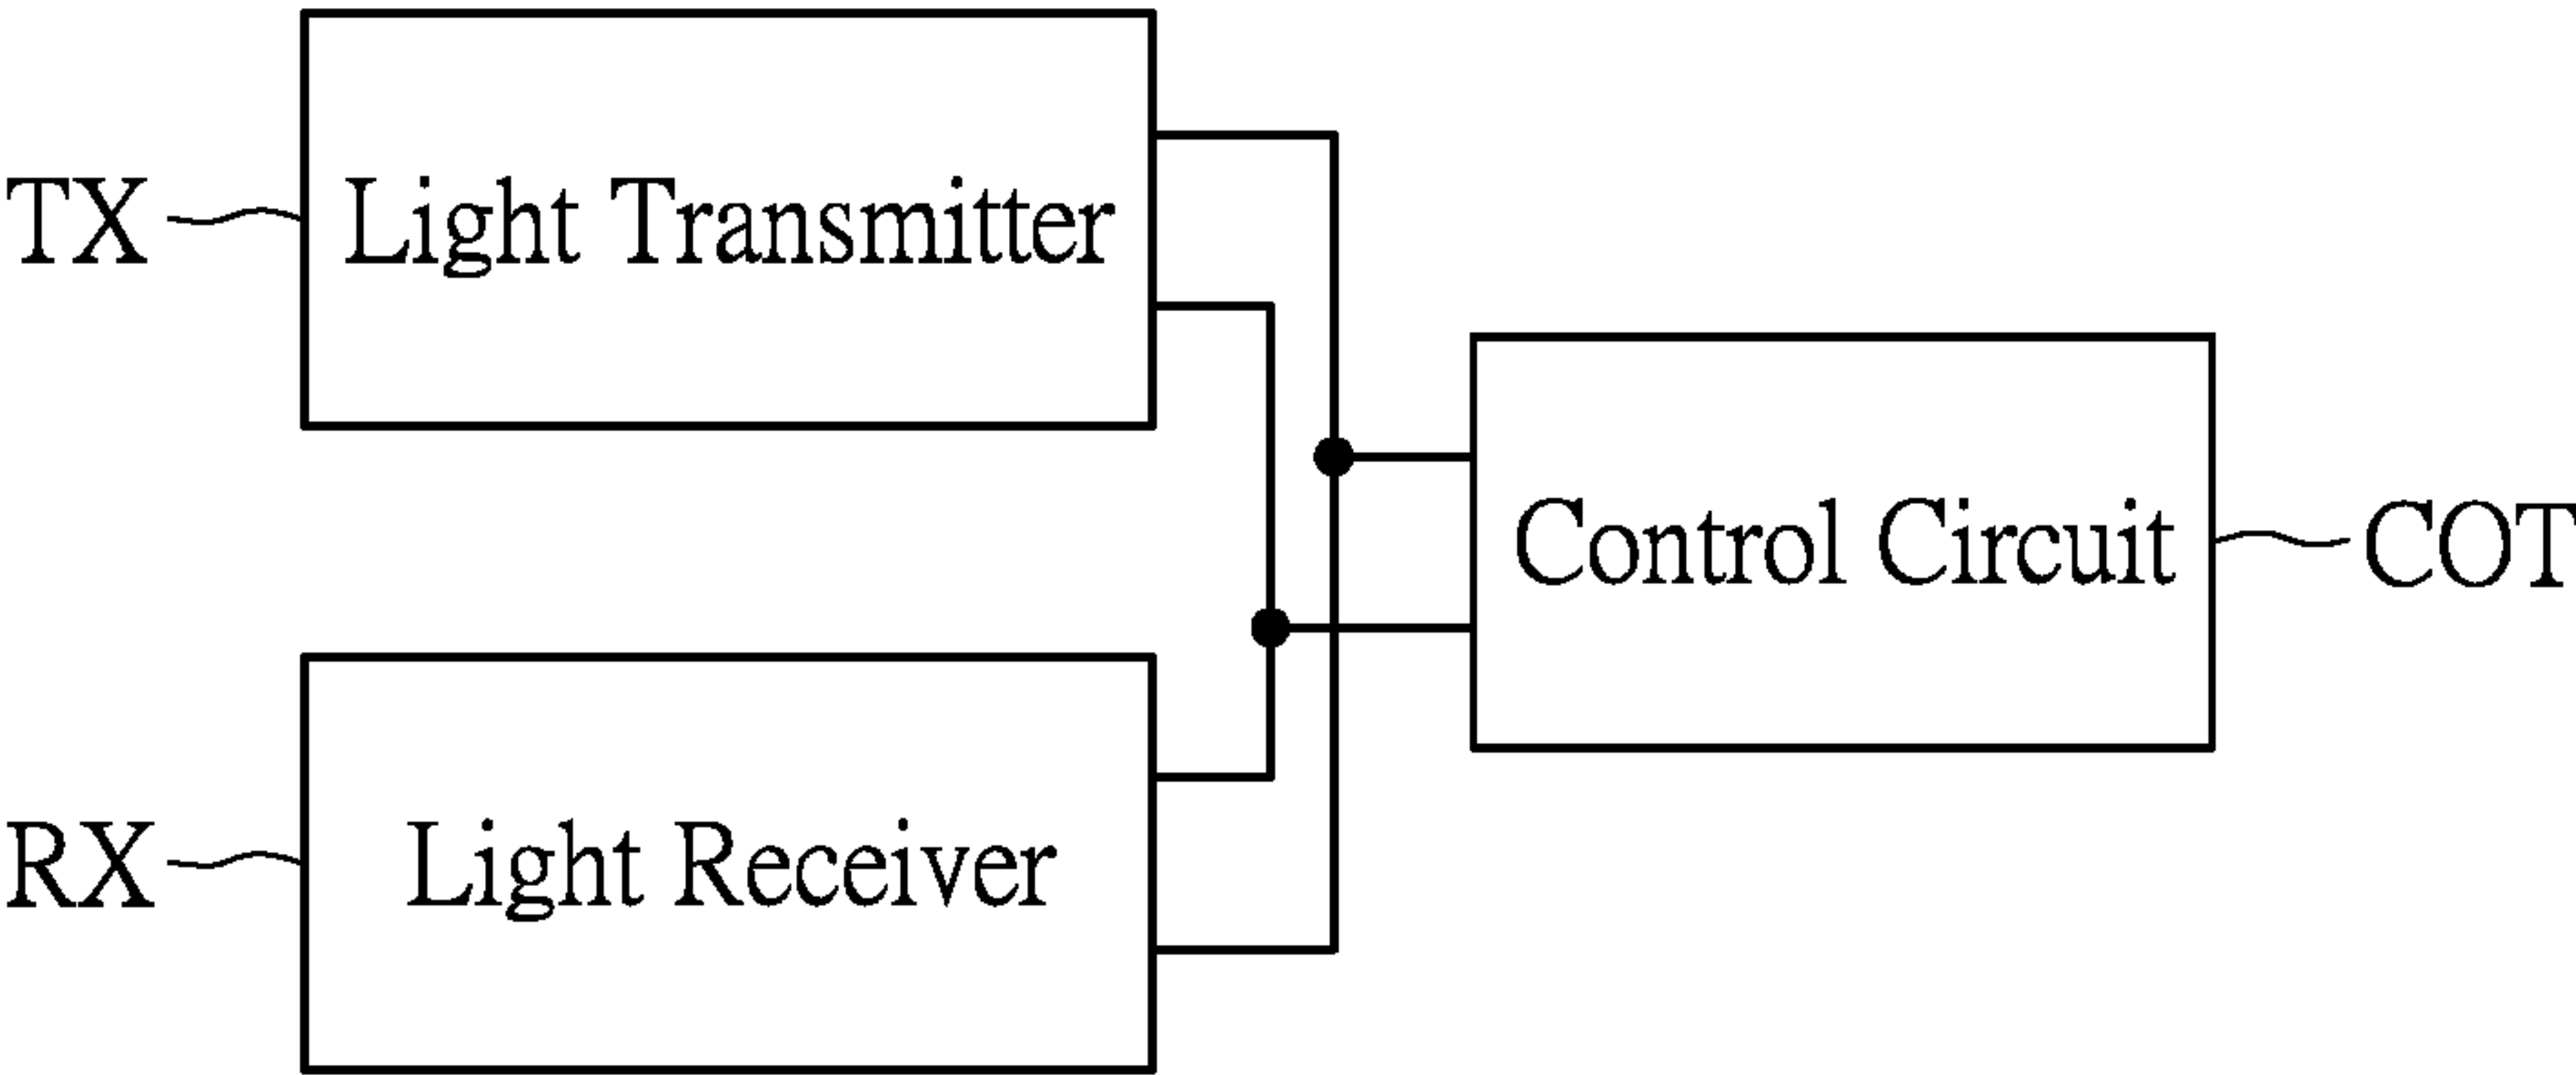 TX
Light Transmitter
Control Circuit
COT
RX
Light Receiver